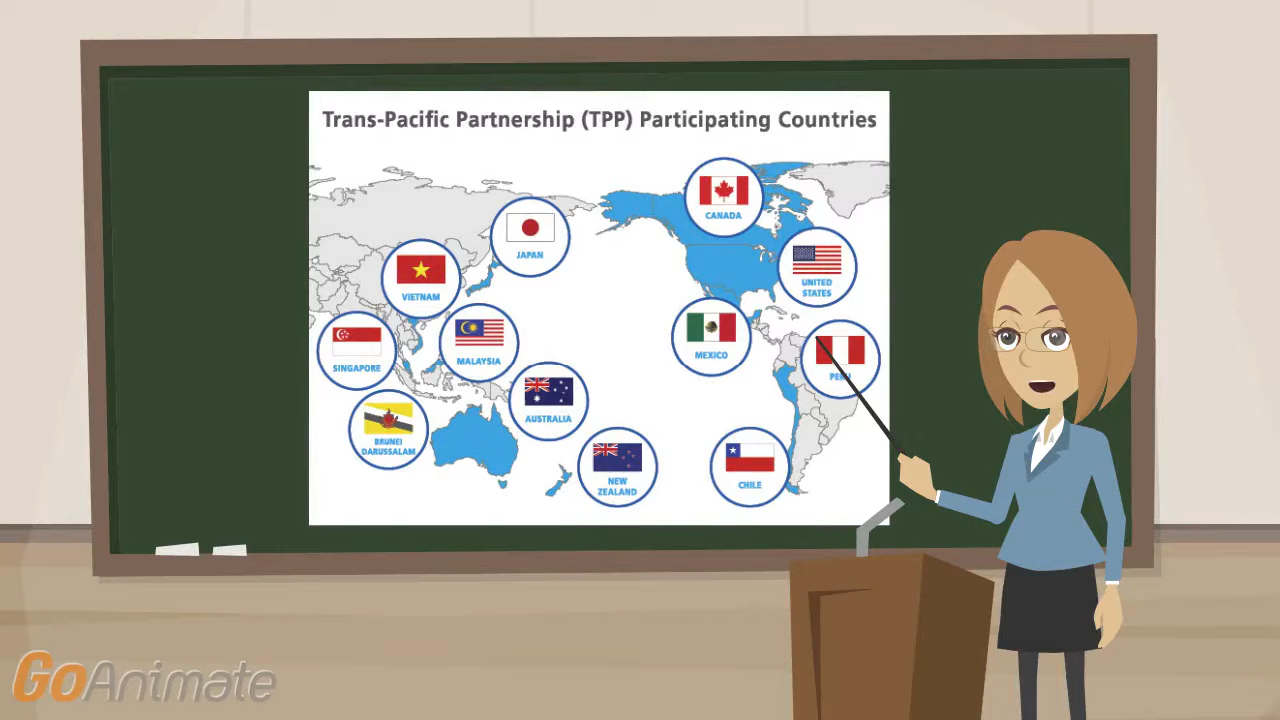 Trans-Pacific Partnership (TPP) Participating Countries
CANADA
JAPAN
UNITED
STATES
VIETNAM
MALAYSIA
MEXICO
SINGAPORE
PERU
AUSTRALIA
BRUNEI
DARUSSALAM
NEW
ZEALAND
CHILE
GoAnimate